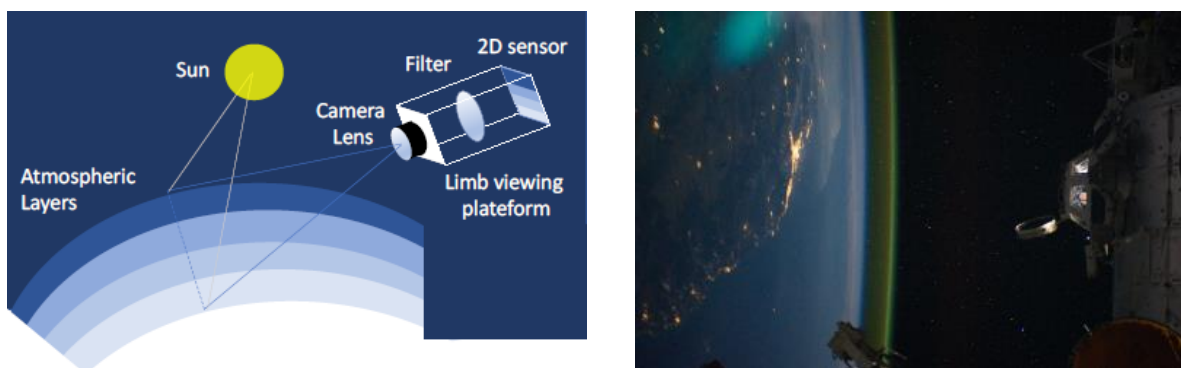 Sun
Atmospheric
Layers
Camera
Lens
Filter
2D sensor
Limb viewing
plateform